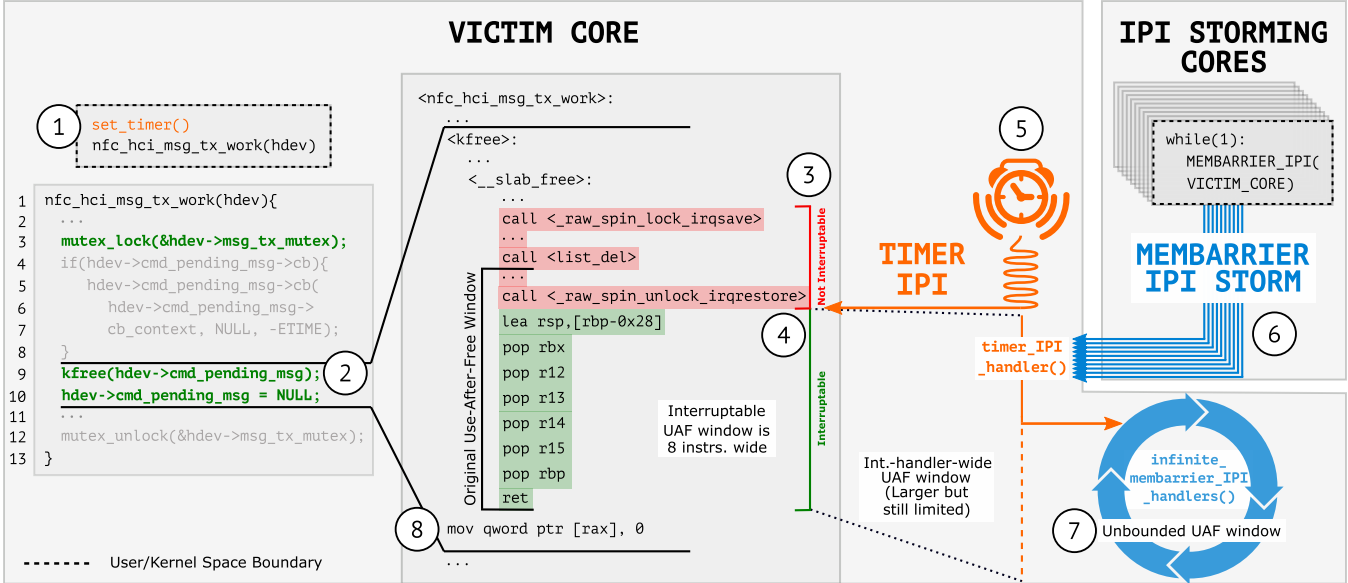 VICTIM CORE
1
set_timer()
nfc_hci_msg_tx_work(hdev)
1 nfc_hci_msg_tx_work(hdev){
2 ...
3 mutex_lock(&hdev->msg_tx_mutex);
4 if(hdev->cmd_pending_msg->cb){
5 hdev->cmd_pending_msg->cb(
6 hdev->cmd_pending_msg->
7 cb_context, NULL, -ETIME);
8 }
9 kfree(hdev->cmd_pending_msg);
10 hdev->cmd_pending_msg = NULL;
11 ...
12 mutex_unlock(&hdev->msg_tx_mutex);
13 }
2
User/Kernel Space Boundary
<nfc_hci_msg_tx_work>:
...
<kfree>:
...
<__slab_free>:
...
call <_raw_spin_lock_irqsave>
...
call <list_del>
...
call <_raw_spin_unlock_irqrestore>
lea rsp,[rbp-0x28]
pop rbx
pop r12
pop r13
pop r14
pop r15
pop rbp
ret
mov qword ptr [rax], 0
...
8
Original Use-After-Free Window
3
Not Interruptable
4
Interruptable
Interruptable
UAF window is
8 instrs. wide
5
TIMER
IPI
timer_IPI
_handler()
Int.-handler-wide
UAF window
(Larger but
still limited)
IPI STORMING
CORES
while(1):
MEMBARRIER_IPI(
VICTIM_CORE)
MEMBARRIER
IPI STORM
6
infinite_
membarrier_IPI
_handlers()
7
Unbounded UAF window